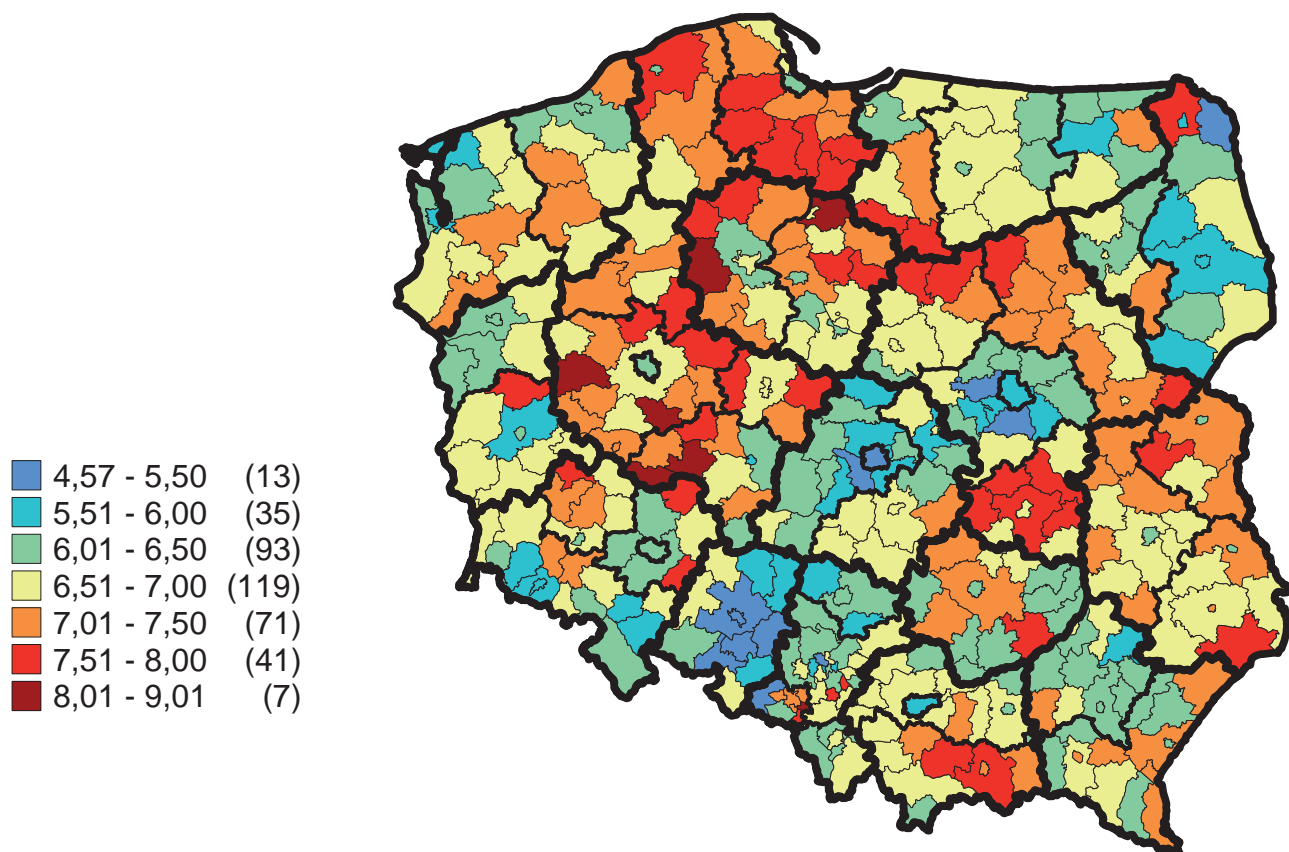 4,57 - 5,50 (13)
5,51 - 6,00 (35)
6,01 - 6,50 (93)
6,51 - 7,00 (119)
7,01 - 7,50 (71)
7,51 - 8,00 (41)
8,01 - 9,01 (7)